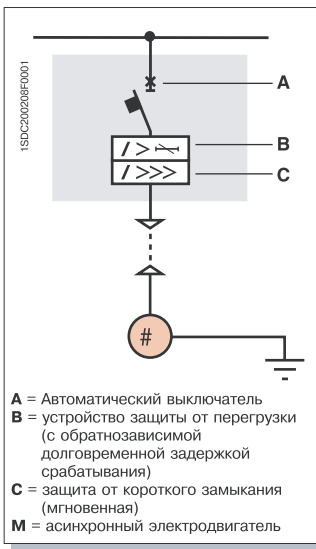 1SDC200208F0001
A
I > 
B
I >>>
C
#
A = Автоматический выключатель
B = устройство защиты от перегрузки
(с обратнозависимой
долговременной задержкой
срабатывания)
C = защита от короткого замыкания
(мгновенная)
M = асинхронный электродвигатель